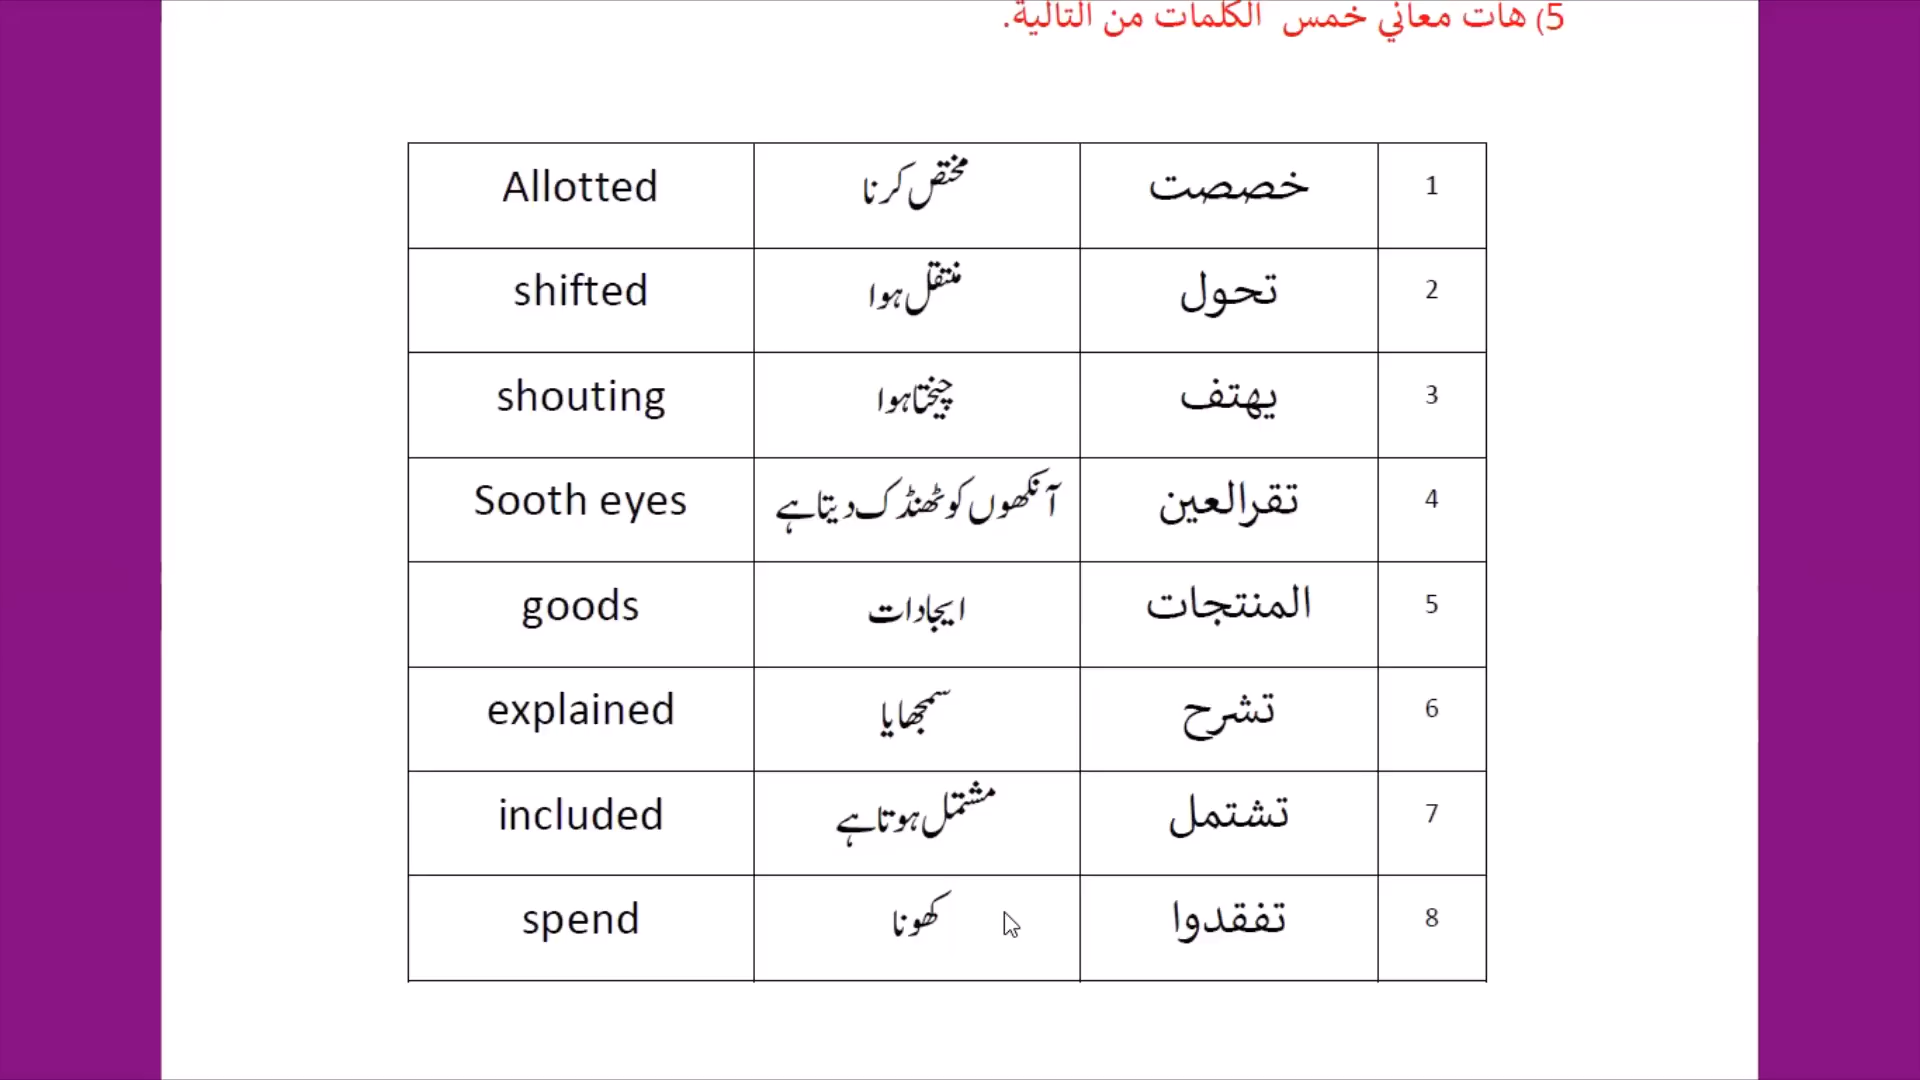 5) هات معاني خمس الكلمات من التالية.
1 خصصت مختص کرنا Allotted
2 تحول منتقل ہوا shifted
3 يهتف چیختا ہوا shouting
4 تقرالعين آنکھوں کو ٹھنڈک دیتا ہے Sooth eyes
5 المنتجات ایجادات goods
6 تشرح سمجھایا explained
7 تشتمل مشتمل ہوتا ہے included
8 تفقدوا کھونا spend